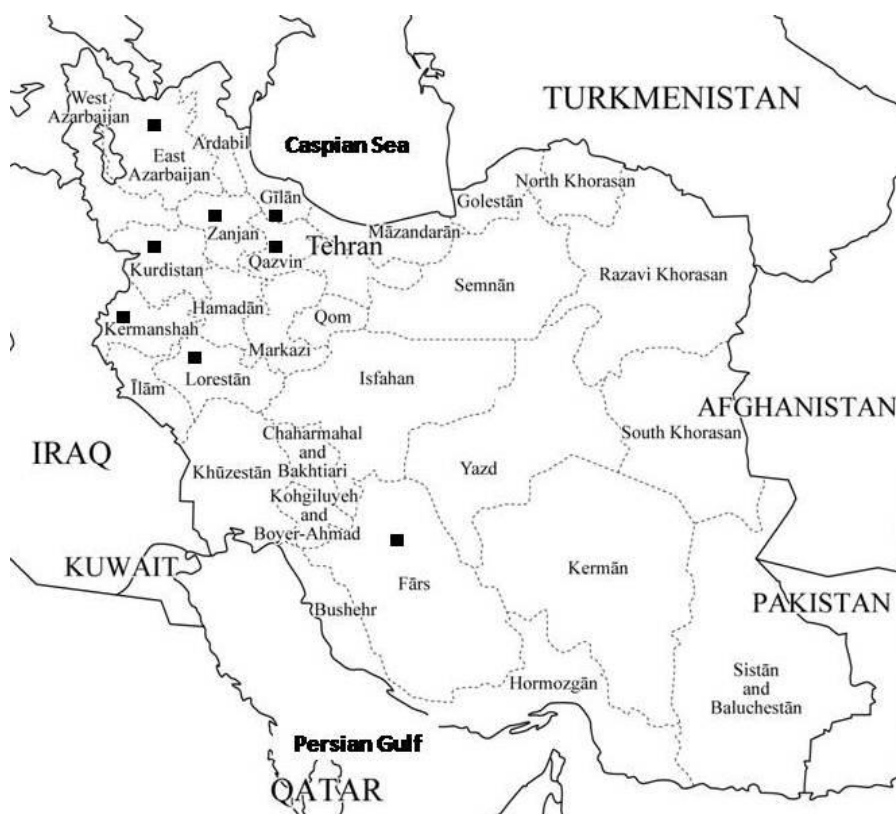 West
Azarbaijan
TURKMENISTAN
Ardabil
Caspian Sea
East
Azarbaijan
North Khorasan
Gīlān
Golestān
Zanjan
Māzandarān
Tehran
Qazvin
Kurdistan
Semnān
Razavi Khorasan
Hamadān
Qom
Kermanshah
Markazi
Īlām
Lorestān
Isfahan
AFGHANISTAN
South Khorasan
Chaharmahal
and
Bakhtiari
IRAQ
Khūzestān
Yazd
Kohgiluyeh
and
Boyer-Ahmad
KUWAIT
Kermān
Fārs
PAKISTAN
Bushehr
Sistān
and
Baluchestān
Hormozgān
Persian Gulf
QATAR